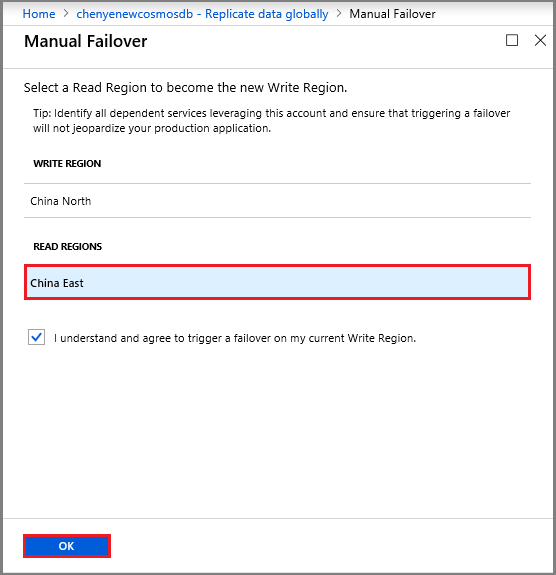 Home > chenyenewcosmosdb - Replicate data globally > Manual Failover
Manual Failover
Select a Read Region to become the new Write Region.
Tip: Identify all dependent services leveraging this account and ensure that triggering a failover
will not jeopardize your production application.
WRITE REGION
China North
READ REGIONS
China East
I understand and agree to trigger a failover on my current Write Region.
OK